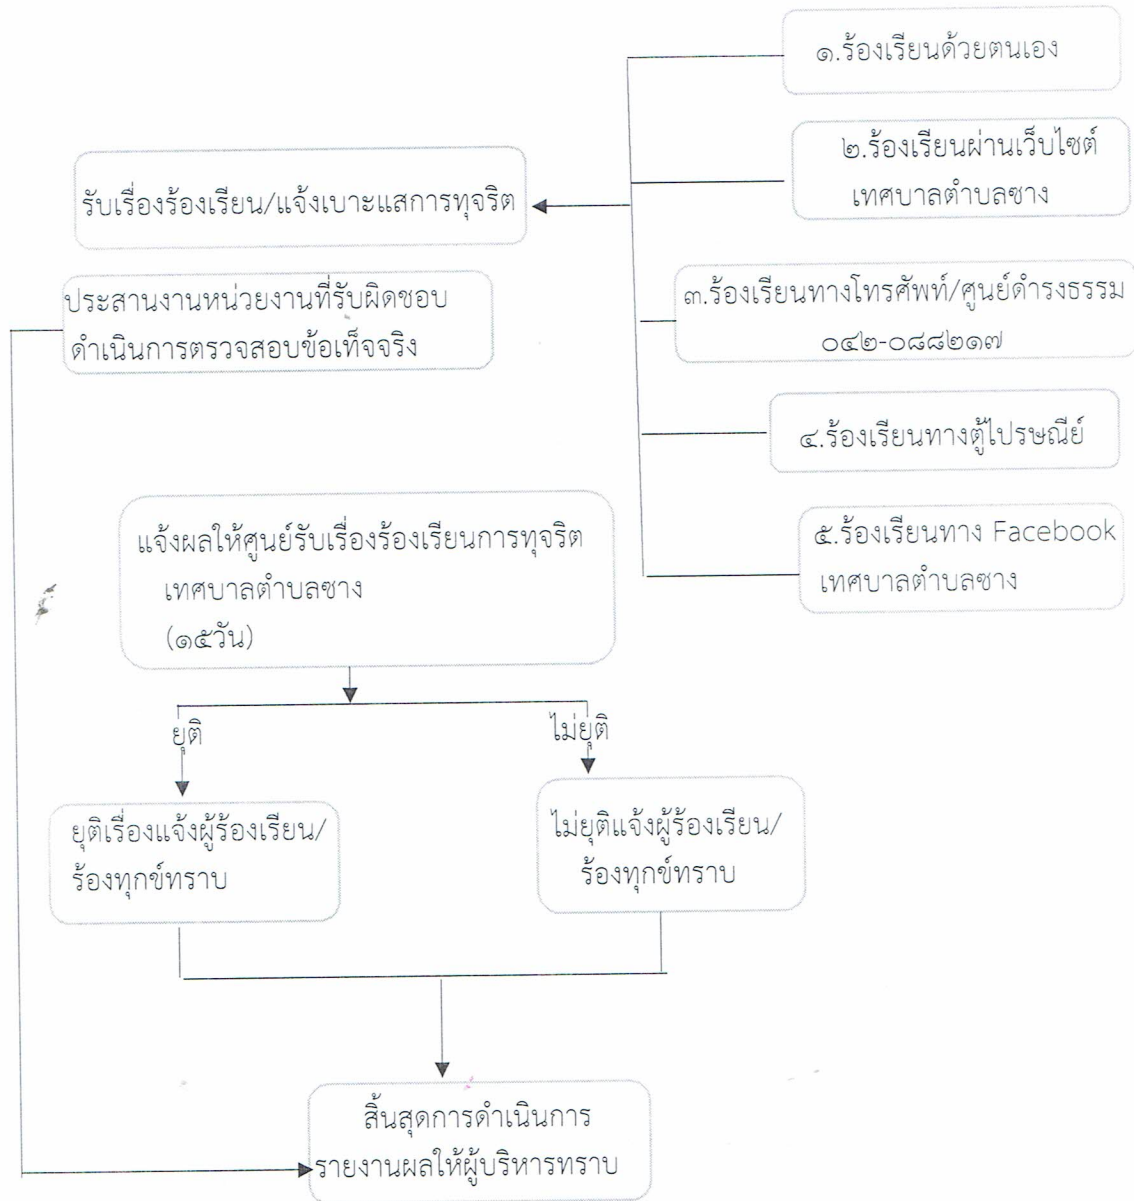 ๑.ร้องเรียนด้วยตนเอง
๒.ร้องเรียนผ่านเว็บไซต์
เทศบาลตำบลซาง
รับเรื่องร้องเรียน/แจ้งเบาะแสการทุจริต
ประสานงานหน่วยงานที่รับผิดชอบ
ดำเนินการตรวจสอบข้อเท็จจริง
๓.ร้องเรียนทางโทรศัพท์/ศูนย์ดำรงธรรม
๐๔๒-๐๘๘๒๑๗
๔.ร้องเรียนทางตู้ไปรษณีย์
๕.ร้องเรียนทาง Facebook
เทศบาลตำบลซาง
แจ้งผลให้ศูนย์รับเรื่องร้องเรียนการทุจริต
เทศบาลตำบลซาง
(๑๕วัน)
ยุติ
ไม่ยุติ
ยุติเรื่องแจ้งผู้ร้องเรียน/
ร้องทุกข์ทราบ
ไม่ยุติแจ้งผู้ร้องเรียน/
ร้องทุกข์ทราบ
สิ้นสุดการดำเนินการ
รายงานผลให้ผู้บริหารทราบ